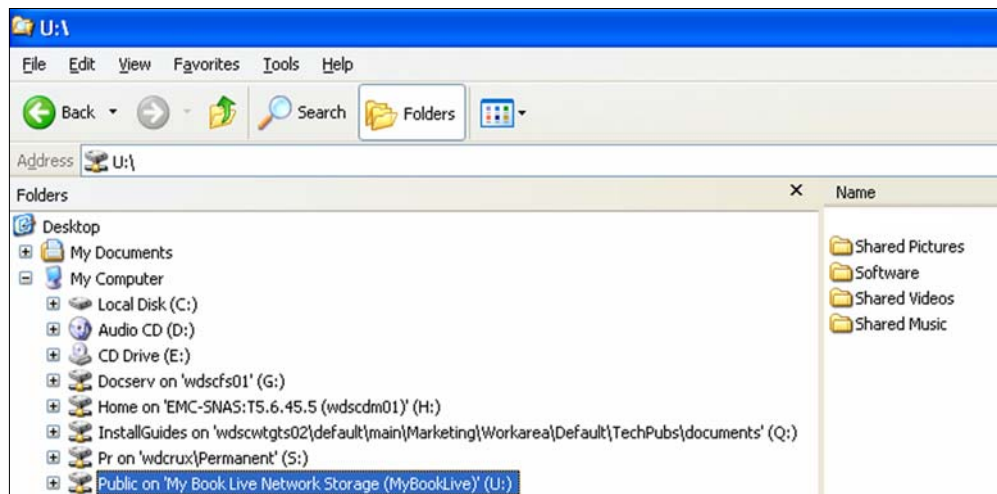 U:\
File Edit View Favorites Tools Help
Back Search Folders
Address U:\
Folders X Name
Desktop
My Documents
My Computer
Local Disk (C:)
Audio CD (D:)
CD Drive (E:)
Docserv on 'wdscfs01' (G:)
Home on 'EMC-SNAS:T5.6.45.5 (wdscdm01)' (H:)
InstallGuides on 'wdscwtgts02\default\main\Marketing\Workarea\Default\TechPubs\documents' (Q:)
Pr on 'wdcrux\Permanent' (S:)
Public on 'My Book Live Network Storage (MyBookLive)' (U:)
Shared Pictures
Software
Shared Videos
Shared Music